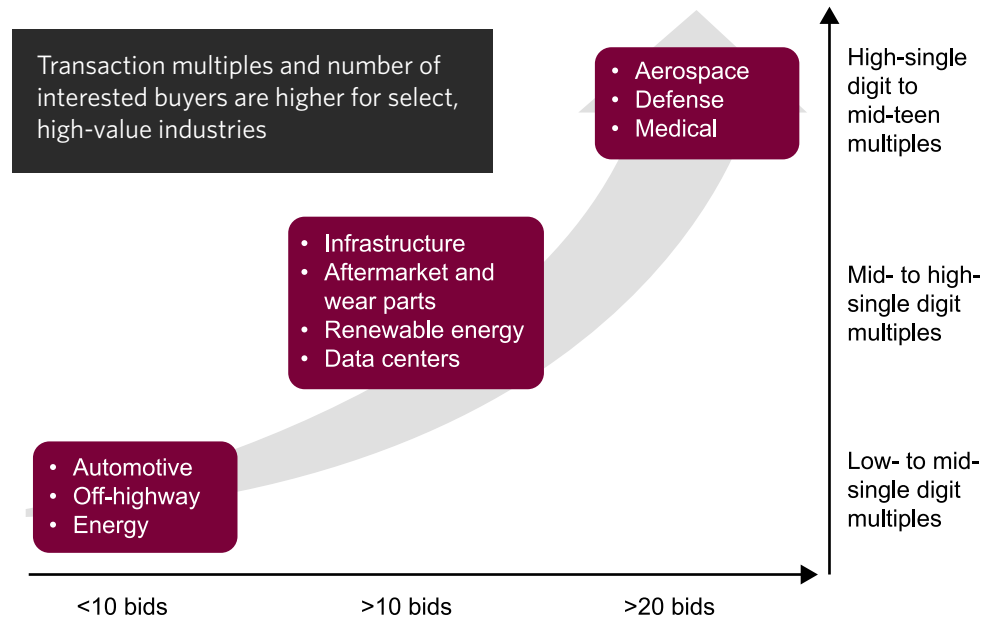 Transaction multiples and number of
interested buyers are higher for select,
high-value industries
• Aerospace
• Defense
• Medical
High-single
digit to
mid-teen
multiples
• Infrastructure
• Aftermarket and
wear parts
• Renewable energy
• Data centers
Mid- to high-
single digit
multiples
• Automotive
• Off-highway
• Energy
Low- to mid-
single digit
multiples
<10 bids
>10 bids
>20 bids